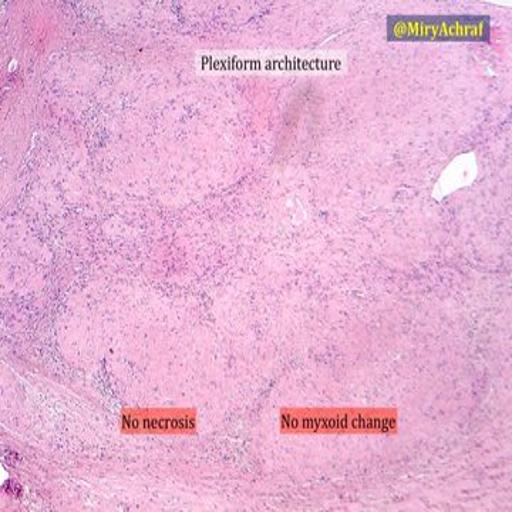 @MiryAchraf
Plexiform architecture
No necrosis
No myxoid change